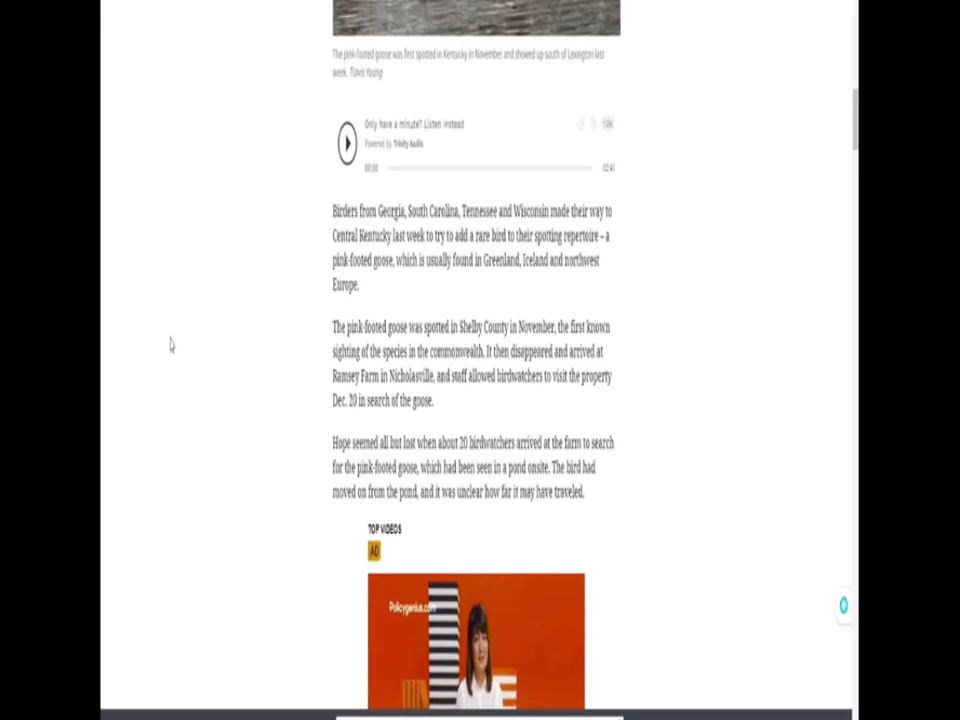 The pink-footed goose was first spotted in Kentucky in November and showed up south of Lexington last
week. Travis Young
Only have a minute? Listen instead
Powered by Trinity Audio
00:00
02:41
1.0x
Birders from Georgia, South Carolina, Tennessee and Wisconsin made their way to
Central Kentucky last week to try to add a rare bird to their spotting repertoire – a
pink-footed goose, which is usually found in Greenland, Iceland and northwest
Europe.
The pink-footed goose was spotted in Shelby County in November, the first known
sighting of the species in the commonwealth. It then disappeared and arrived at
Ramsey Farm in Nicholasville, and staff allowed birdwatchers to visit the property
Dec. 20 in search of the goose.
Hope seemed all but lost when about 20 birdwatchers arrived at the farm to search
for the pink-footed goose, which had been seen in a pond onsite. The bird had
moved on from the pond, and it was unclear how far it may have traveled.
TOP VIDEOS
AD
Policygenius.com